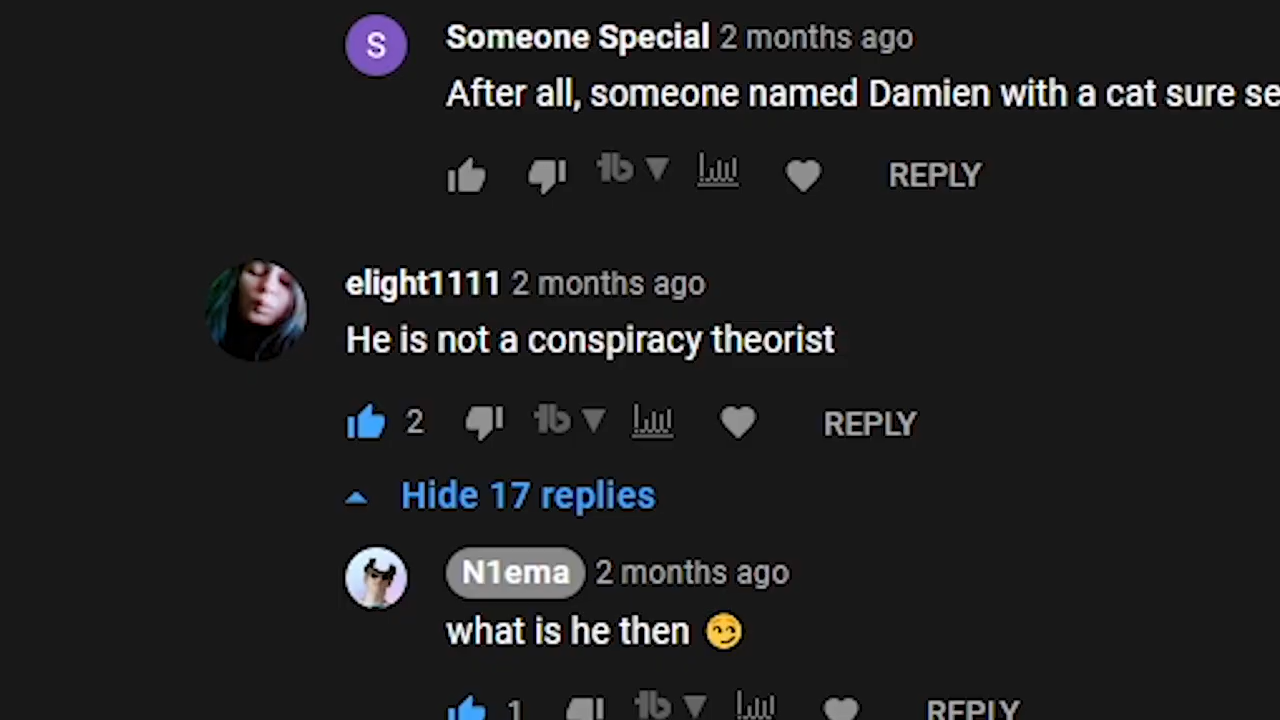 S
Someone Special 2 months ago
After all, someone named Damien with a cat sure se
REPLY
elight1111 2 months ago
He is not a conspiracy theorist
2 REPLY
Hide 17 replies
N1ema 2 months ago
what is he then 😏
1 REPLY